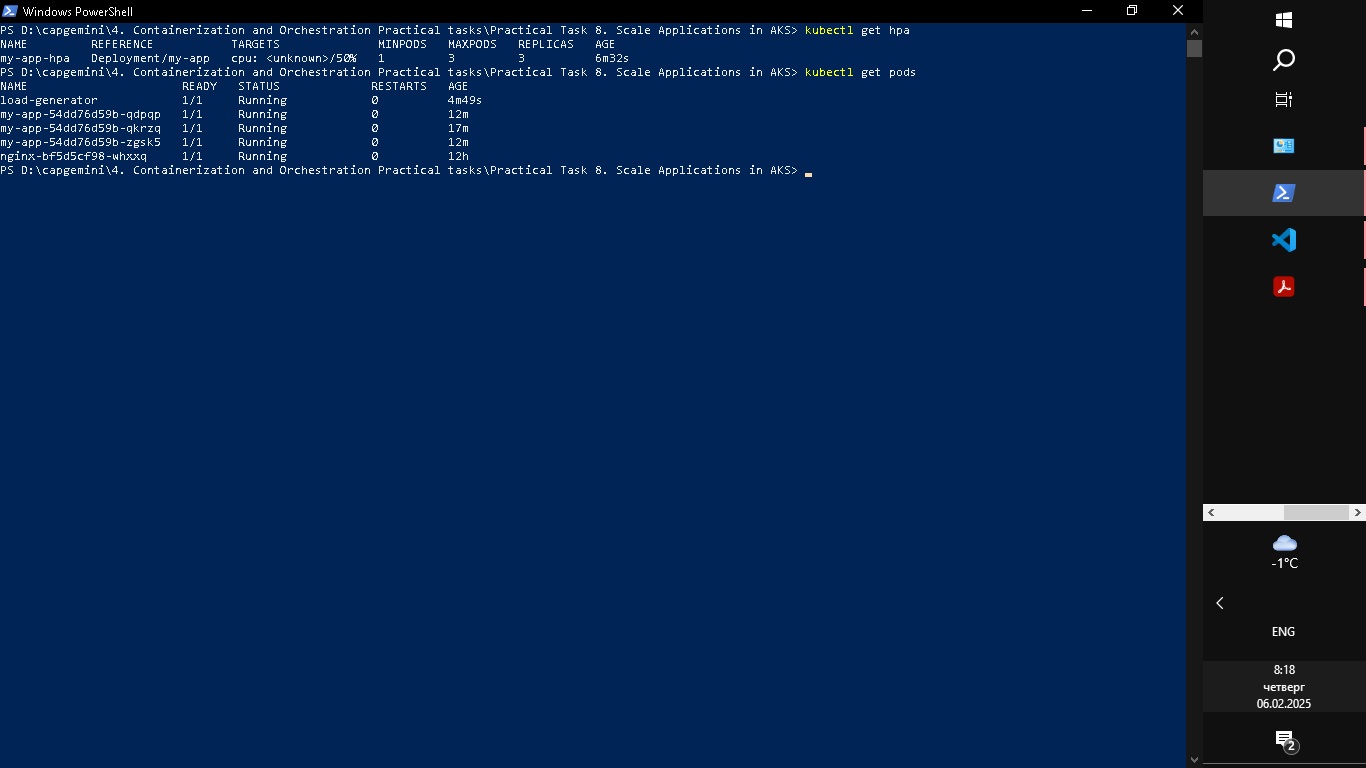 Windows PowerShell
PS D:\capgemini\4. Containerization and Orchestration Practical tasks\Practical Task 8. Scale Applications in AKS> kubectl get hpa
NAME REFERENCE TARGETS MINPODS MAXPODS REPLICAS AGE
my-app-hpa Deployment/my-app cpu: <unknown>/50% 1 3 3 6m32s
PS D:\capgemini\4. Containerization and Orchestration Practical tasks\Practical Task 8. Scale Applications in AKS> kubectl get pods
NAME READY STATUS RESTARTS AGE
load-generator 1/1 Running 0 4m49s
my-app-54dd76d59b-qdpqp 1/1 Running 0 12m
my-app-54dd76d59b-qkrzq 1/1 Running 0 17m
my-app-54dd76d59b-zgsk5 1/1 Running 0 12m
nginx-bf5d5cf98-whxxq 1/1 Running 0 12h
PS D:\capgemini\4. Containerization and Orchestration Practical tasks\Practical Task 8. Scale Applications in AKS>
-1°C
ENG
8:18
четверг
06.02.2025
2